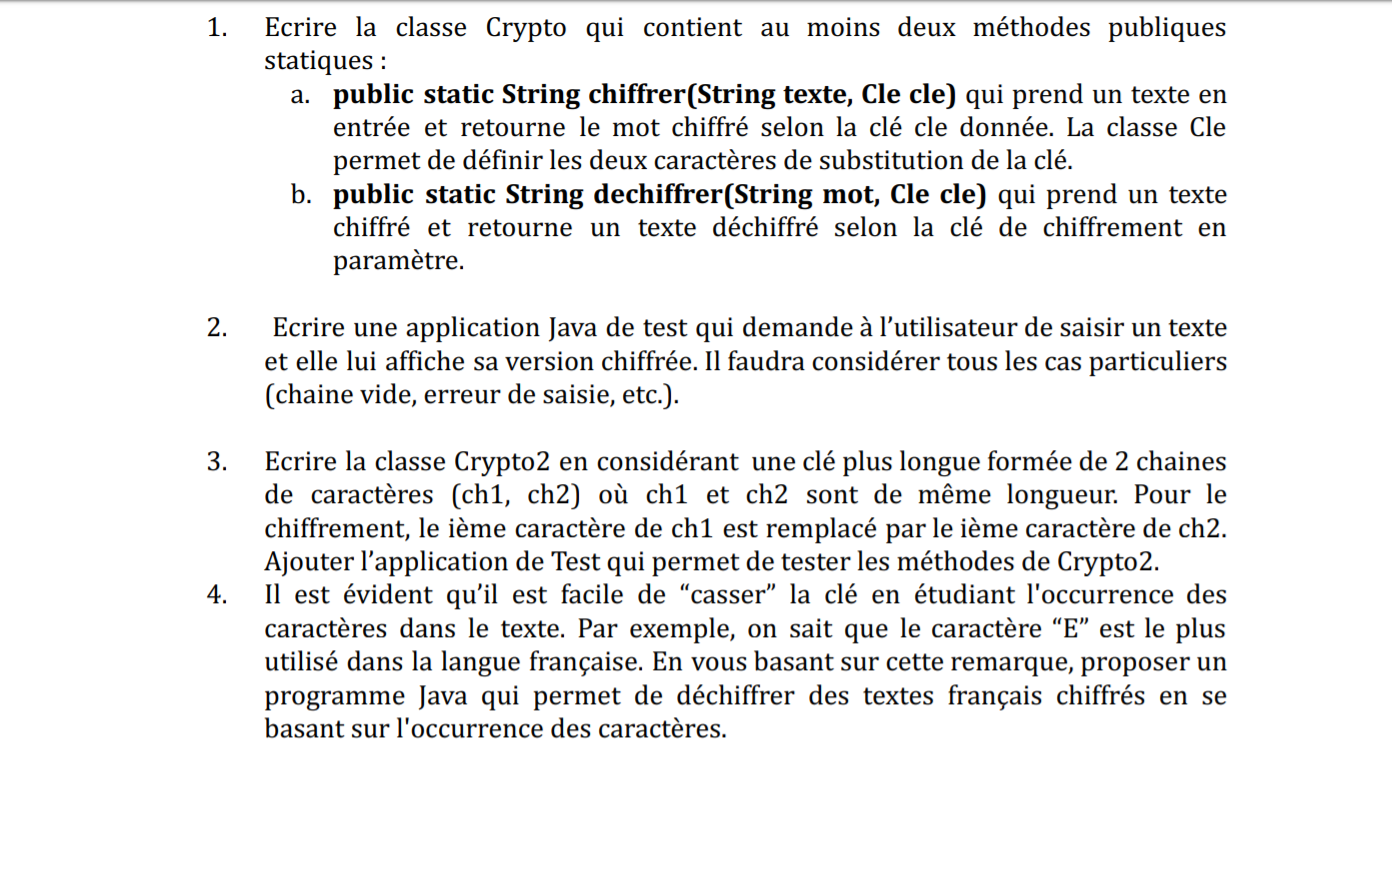 1. Ecrire la classe Crypto qui contient au moins deux méthodes publiques
statiques :
a. public static String chiffrer(String texte, Cle cle) qui prend un texte en
entrée et retourne le mot chiffré selon la clé cle donnée. La classe Cle
permet de définir les deux caractères de substitution de la clé.
b. public static String dechiffrer(String mot, Cle cle) qui prend un texte
chiffré et retourne un texte déchiffré selon la clé de chiffrement en
paramètre.
2. Ecrire une application Java de test qui demande à l’utilisateur de saisir un texte
et elle lui affiche sa version chiffrée. Il faudra considérer tous les cas particuliers
(chaine vide, erreur de saisie, etc.).
3. Ecrire la classe Crypto2 en considérant une clé plus longue formée de 2 chaines
de caractères (ch1, ch2) où ch1 et ch2 sont de même longueur. Pour le
chiffrement, le ième caractère de ch1 est remplacé par le ième caractère de ch2.
Ajouter l’application de Test qui permet de tester les méthodes de Crypto2.
4. Il est évident qu’il est facile de “casser” la clé en étudiant l'occurrence des
caractères dans le texte. Par exemple, on sait que le caractère “E” est le plus
utilisé dans la langue française. En vous basant sur cette remarque, proposer un
programme Java qui permet de déchiffrer des textes français chiffrés en se
basant sur l'occurrence des caractères.